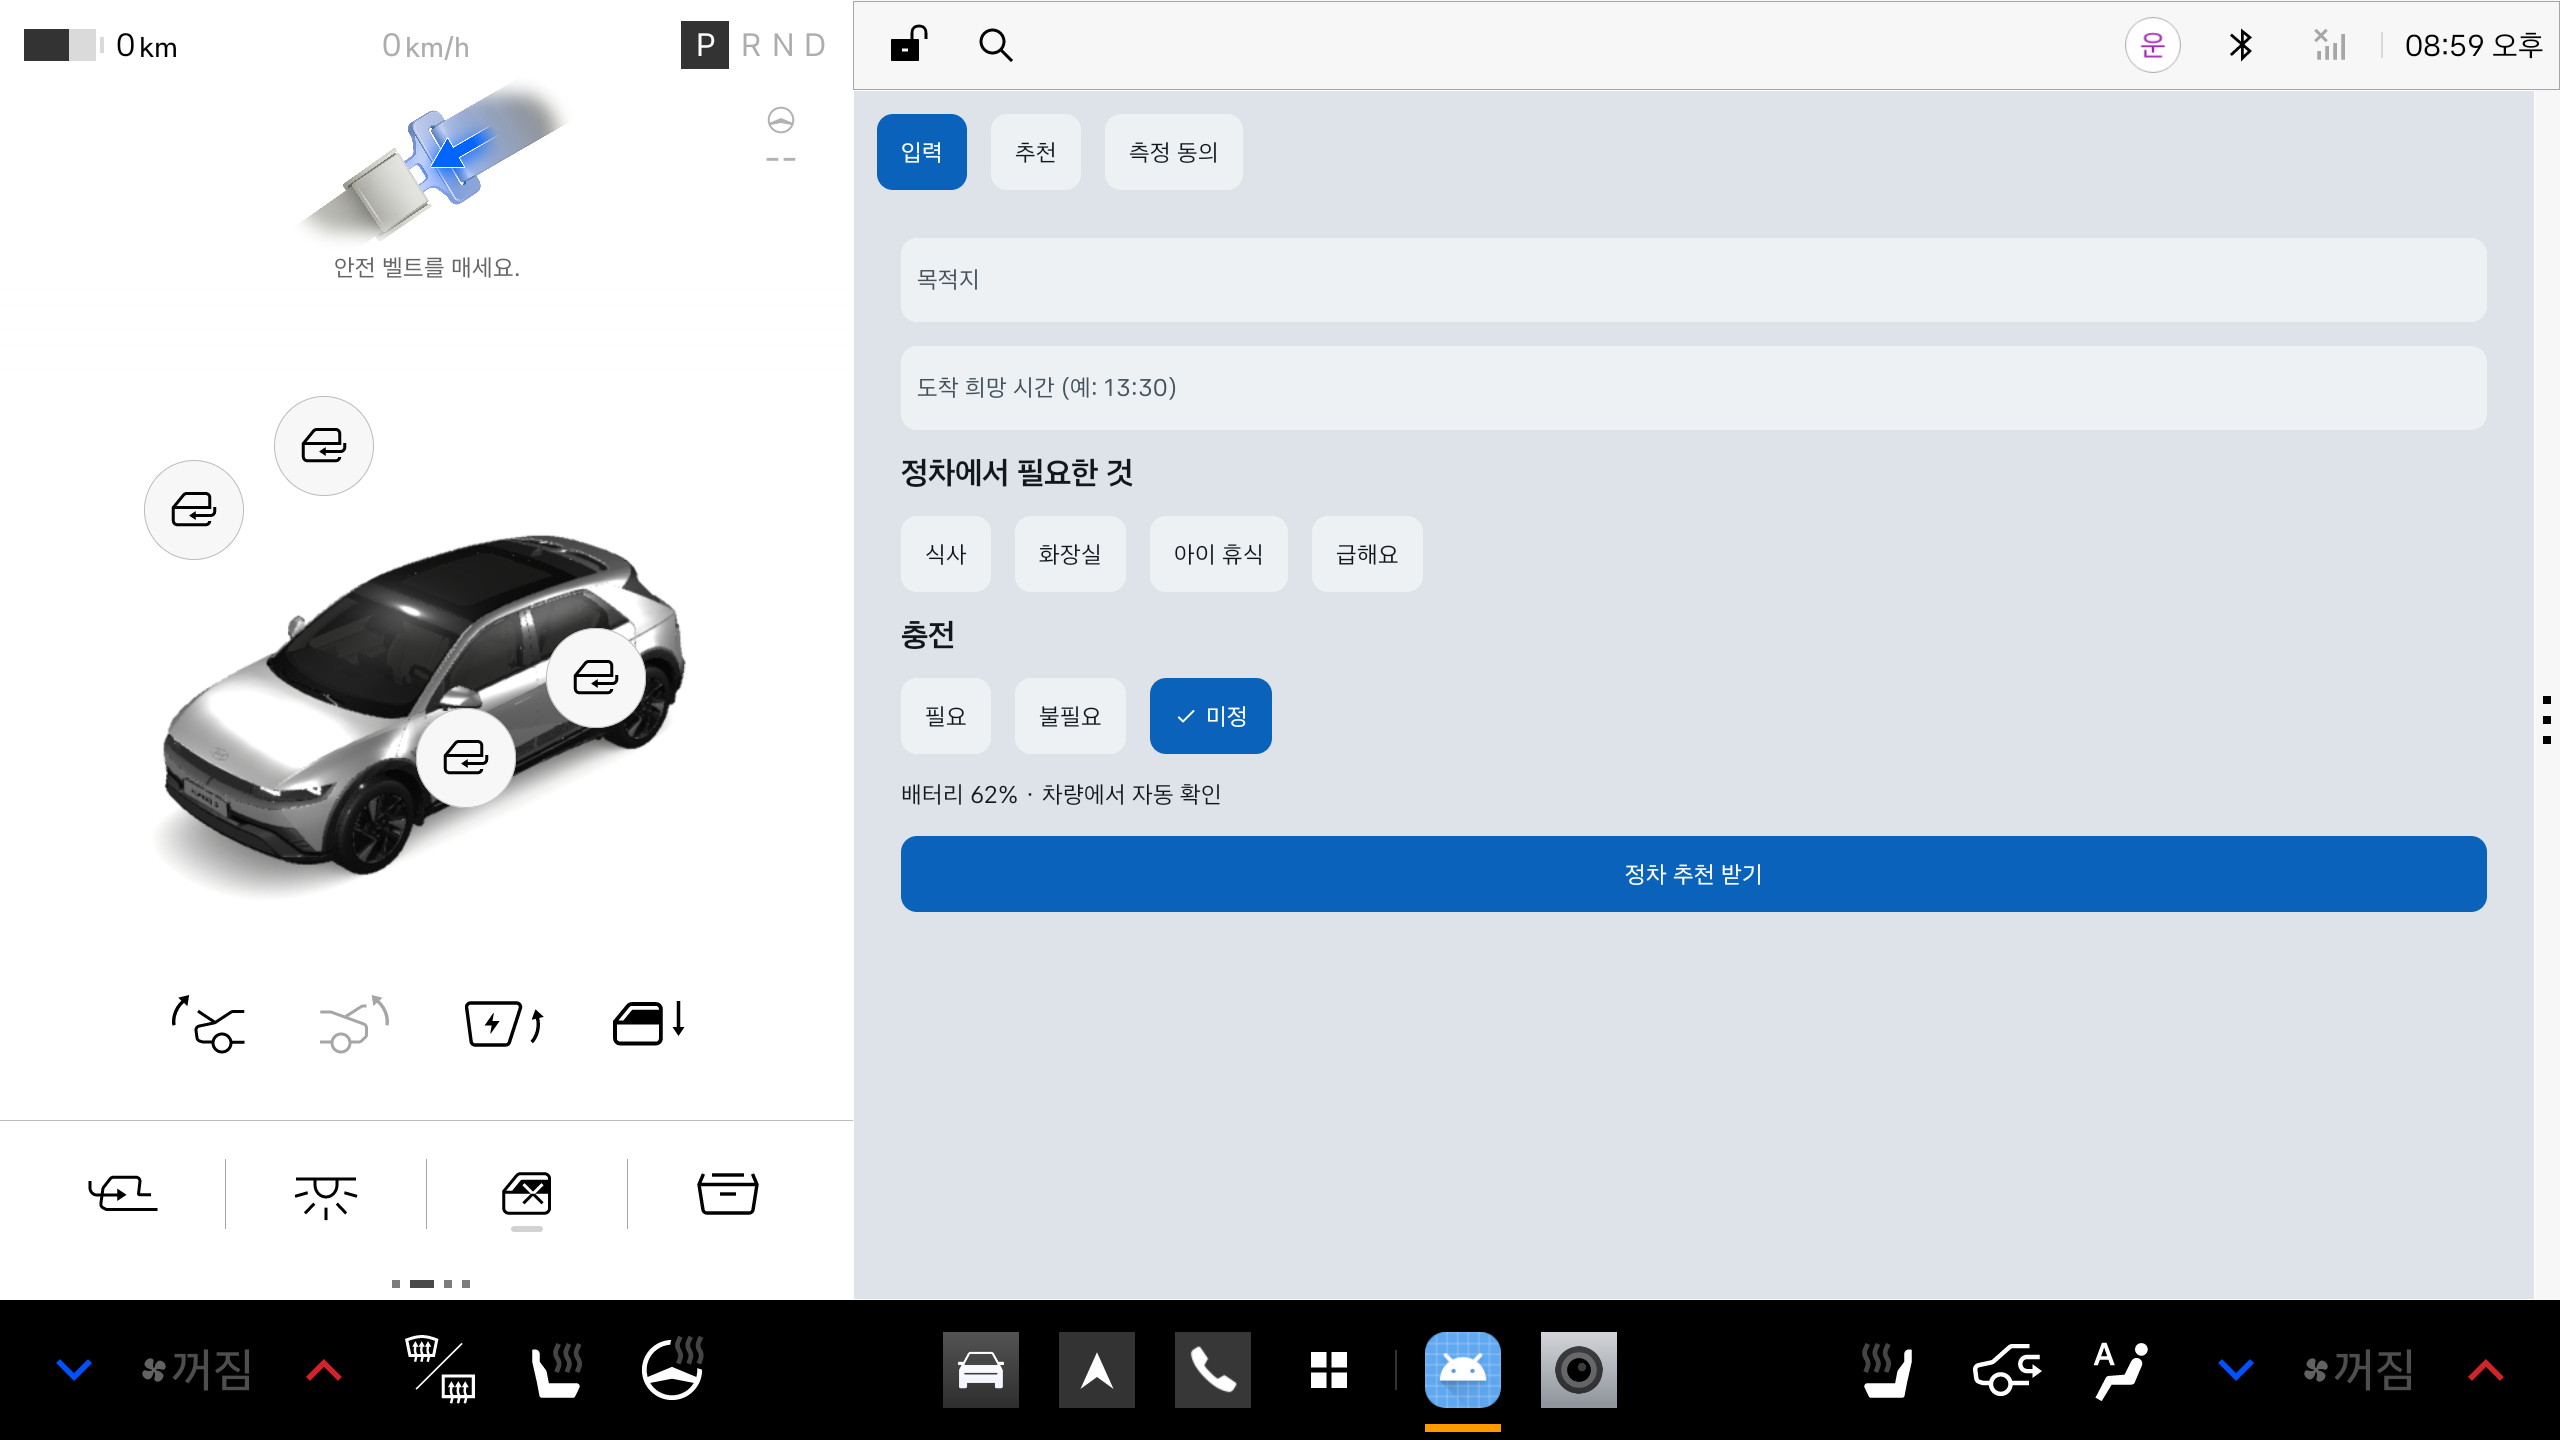 0 km
0 km/h
P R N D
안전 벨트를 매세요.
운
08:59 오후
입력
추천
측정 동의
목적지
도착 희망 시간 (예: 13:30)
정차에서 필요한 것
식사
화장실
아이 휴식
급해요
충전
필요
불필요
미정
배터리 62% · 차량에서 자동 확인
정차 추천 받기
꺼짐
A
꺼짐